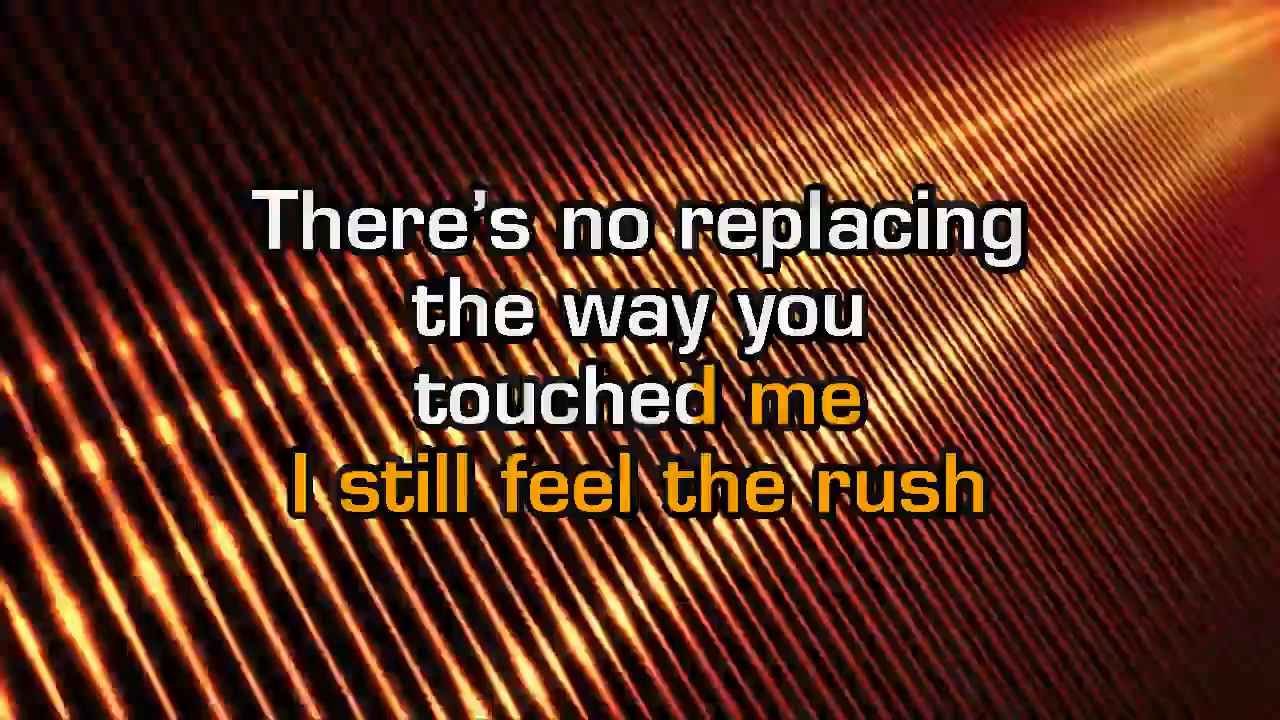 There's no replacing
the way you
touched me
I still feel the rush